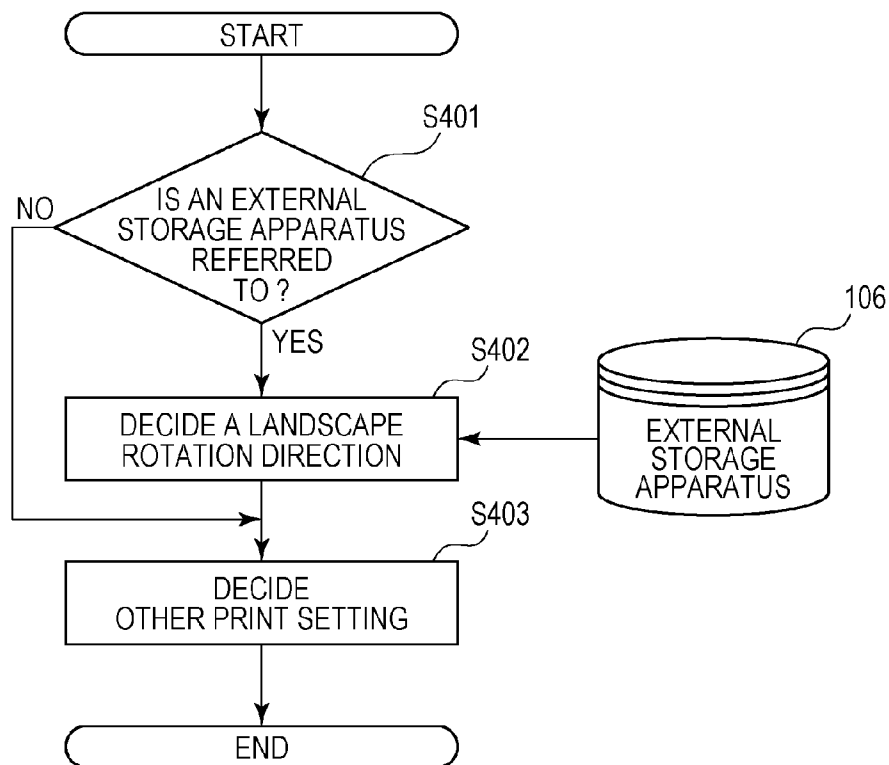 START
S401
IS AN EXTERNAL
STORAGE APPARATUS
REFERRED
TO ?
NO
YES
S402
DECIDE A LANDSCAPE
ROTATION DIRECTION
106
EXTERNAL
STORAGE
APPARATUS
S403
DECIDE
OTHER PRINT SETTING
END